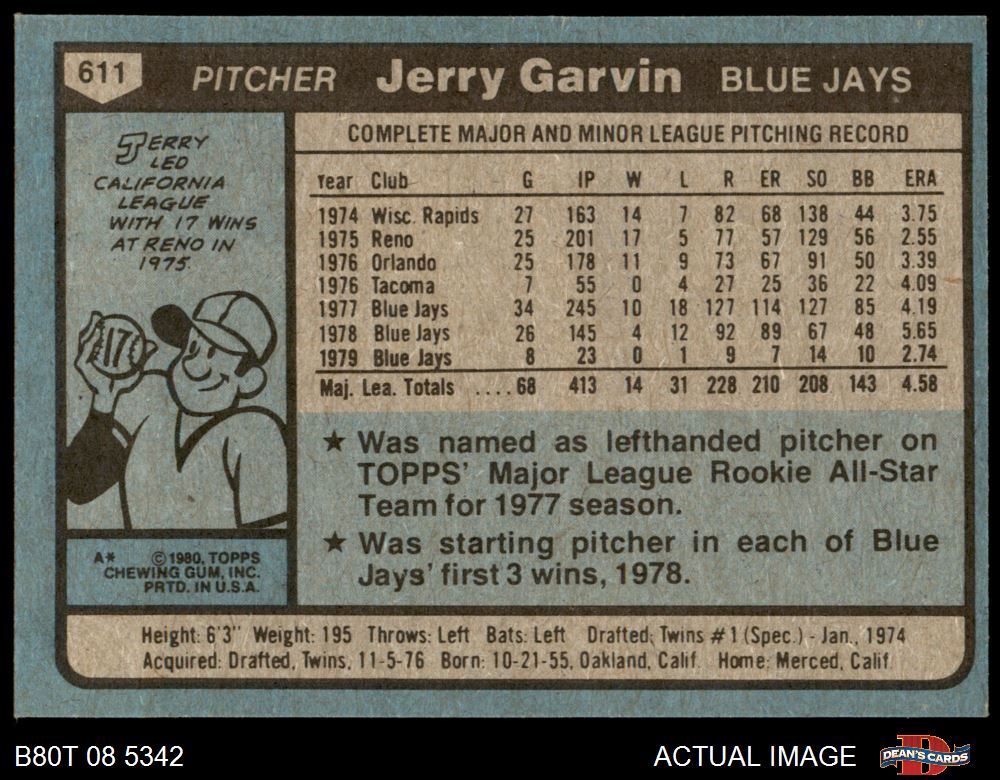 611 PITCHER Jerry Garvin BLUE JAYS
JERRY
LED
CALIFORNIA
LEAGUE
WITH 17 WINS
AT RENO IN
1975.
17
COMPLETE MAJOR AND MINOR LEAGUE PITCHING RECORD
Year Club G IP W L R ER SO BB ERA
1974 Wisc. Rapids 27 163 14 7 82 68 138 44 3.75
1975 Reno 25 201 17 5 77 57 129 56 2.55
1976 Orlando 25 178 11 9 73 67 91 50 3.39
1976 Tacoma 7 55 0 4 27 25 36 22 4.09
1977 Blue Jays 34 245 10 18 127 114 127 85 4.19
1978 Blue Jays 26 145 4 12 92 89 67 48 5.65
1979 Blue Jays 8 23 0 1 9 7 14 10 2.74
Maj. Lea. Totals ....68 413 14 31 228 210 208 143 4.58
★ Was named as lefthanded pitcher on
TOPPS' Major League Rookie All-Star
Team for 1977 season.
★ Was starting pitcher in each of Blue
Jays' first 3 wins, 1978.
A* © 1980, TOPPS
CHEWING GUM, INC.
PRTD. IN U.S.A.
Height: 6'3" Weight: 195 Throws: Left Bats: Left Drafted: Twins #1 (Spec.) - Jan., 1974
Acquired: Drafted, Twins, 11-5-76 Born: 10-21-55, Oakland, Calif. Home: Merced, Calif.
B80T 08 5342 ACTUAL IMAGE
D
DEAN'S CARDS